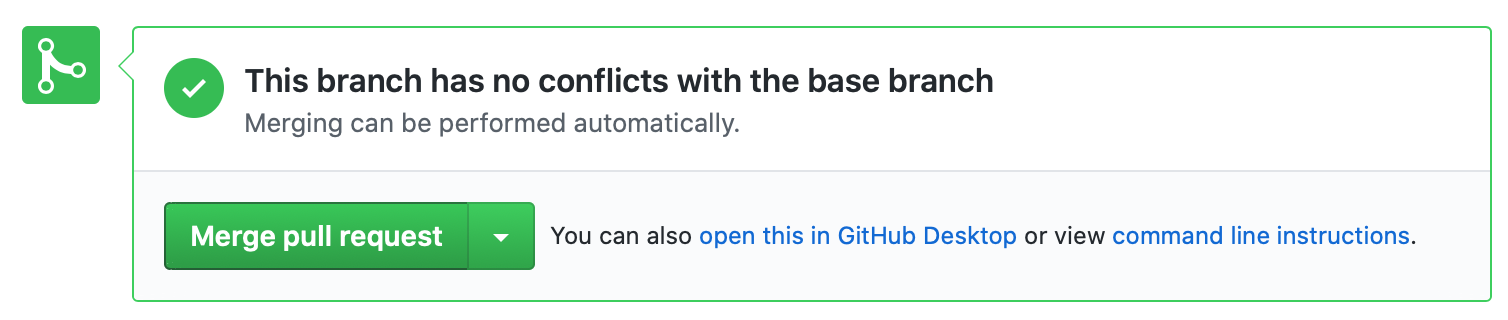 This branch has no conflicts with the base branch
Merging can be performed automatically.
Merge pull request You can also open this in GitHub Desktop or view command line instructions.